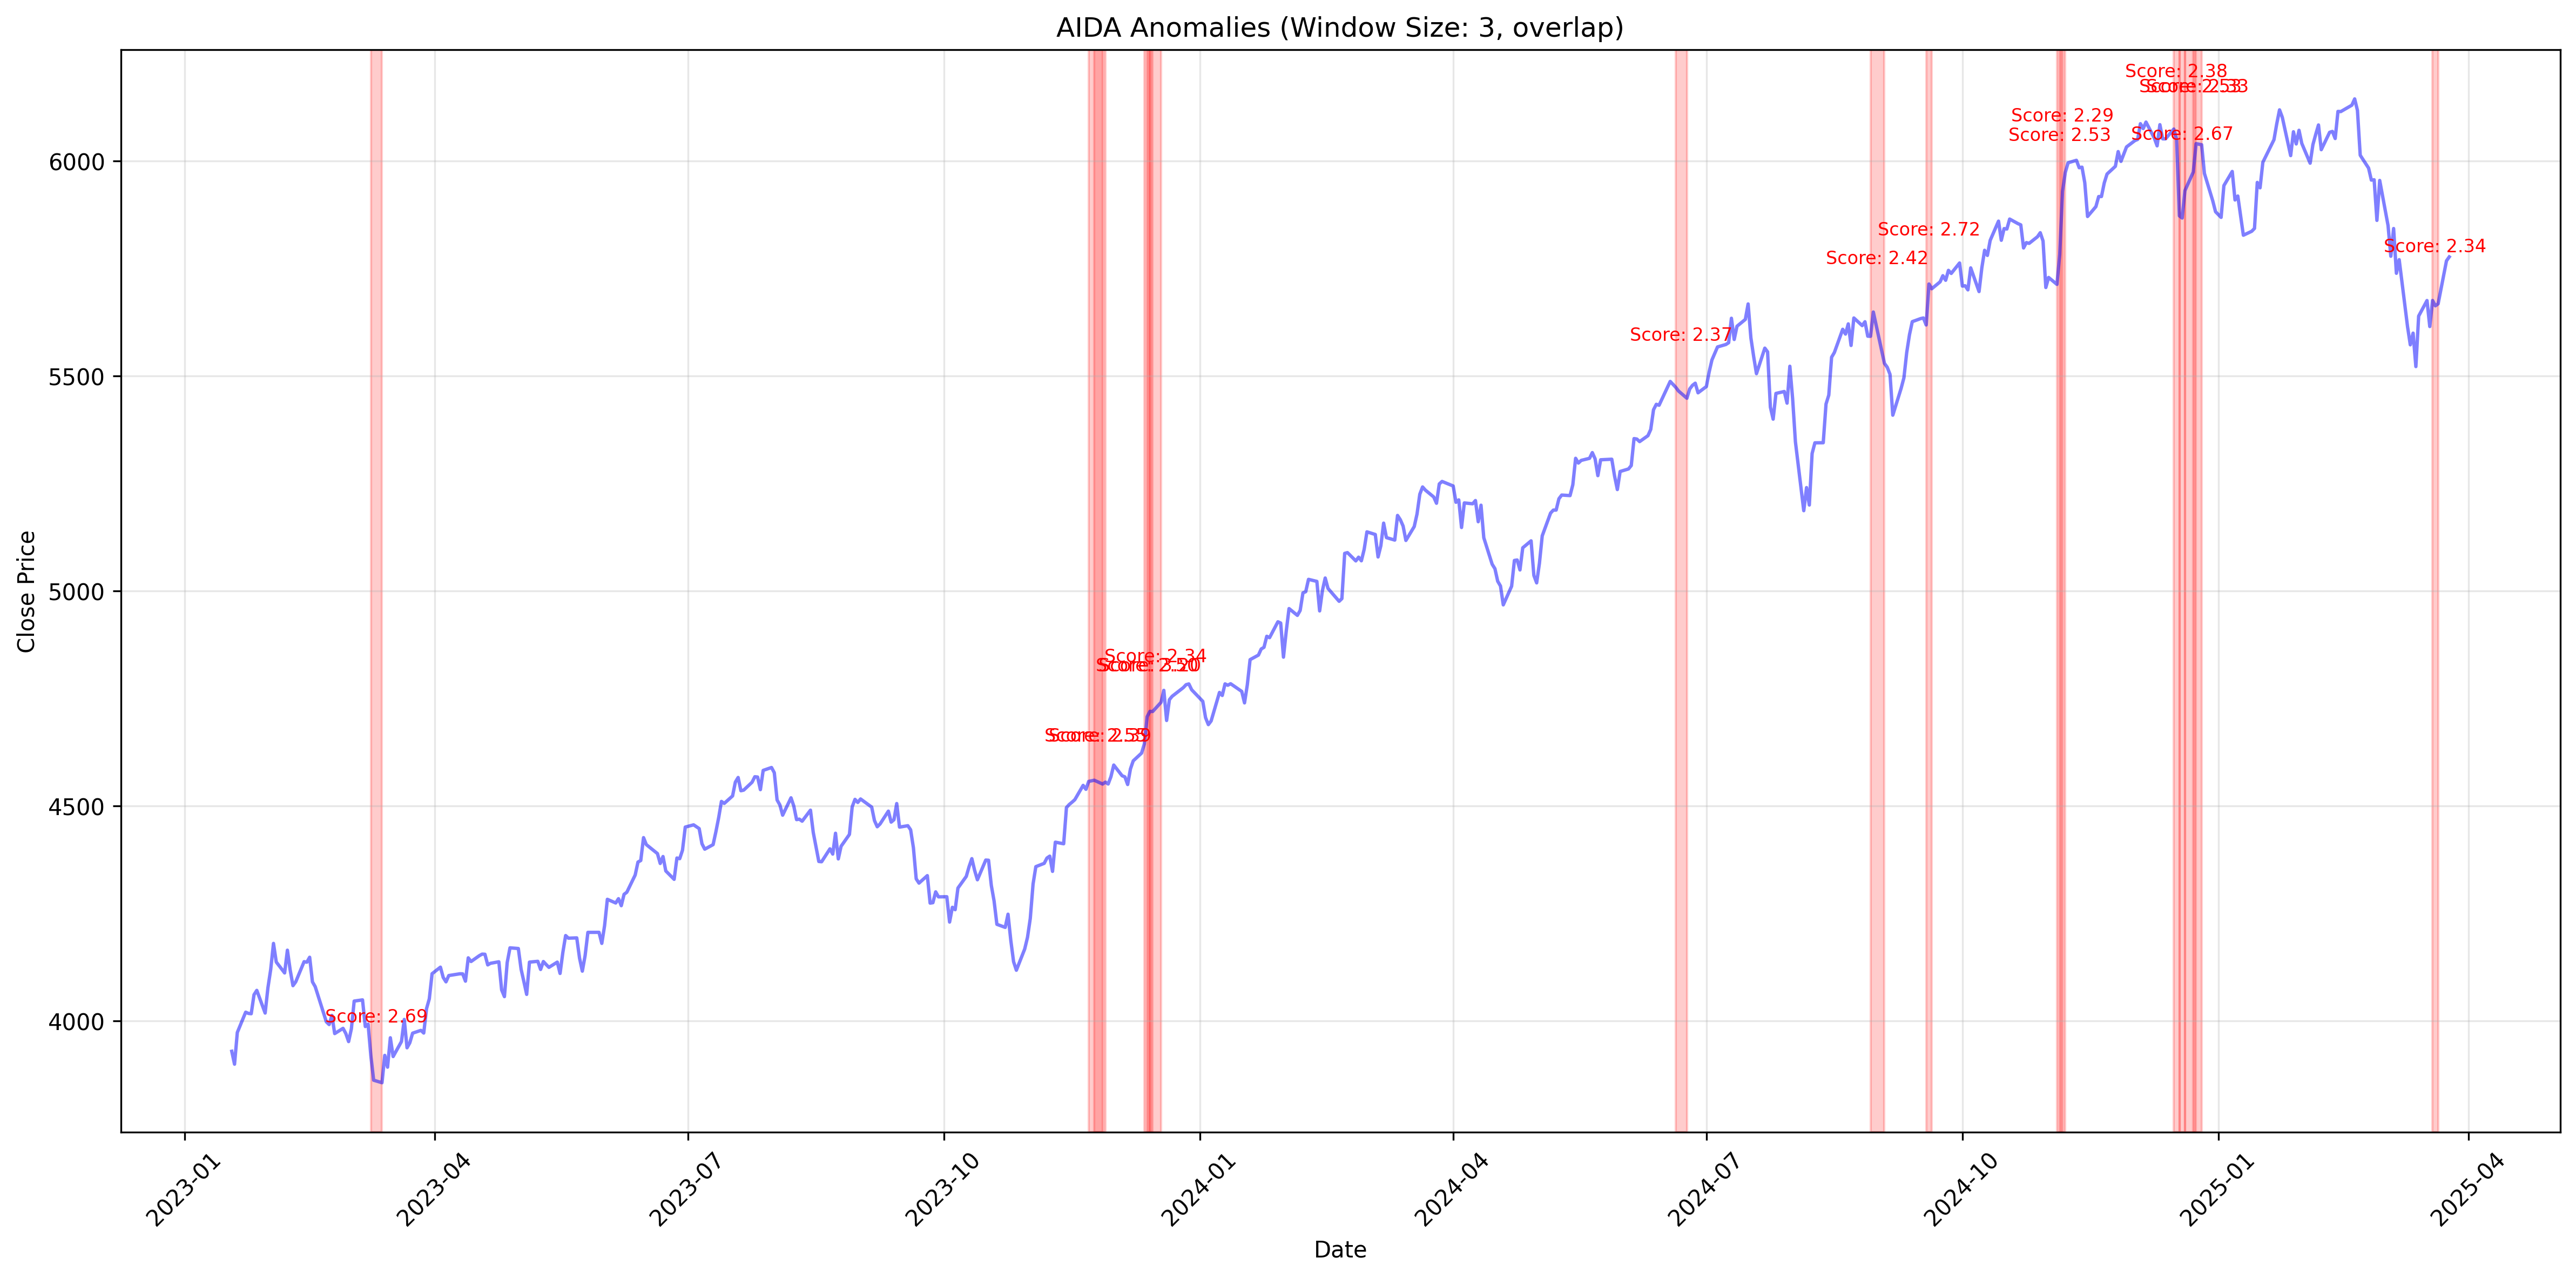 AIDA Anomalies (Window Size: 3, overlap)
Close Price
6000
5500
5000
4500
4000
Score: 2.38
Score:
Score: 2.29
Score: 2.53
Score: 2.67
Score: 2.72
Score: 2.42
Score: 2.34
Score: 2.37
Score: 2.34
Score:
Score:
Score: 2.69
2023-01
2023-04
2023-07
2023-10
2024-01
2024-04
2024-07
2024-10
2025-01
2025-04
Date